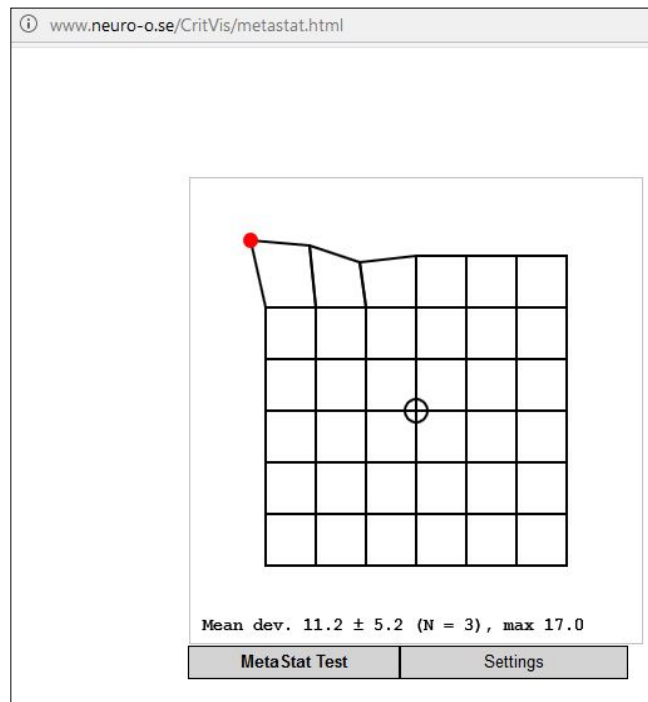 www.neuro-o.se/CritVis/metastat.html
Mean dev. 11.2 ± 5.2 (N = 3), max 17.0
MetaStat Test
Settings